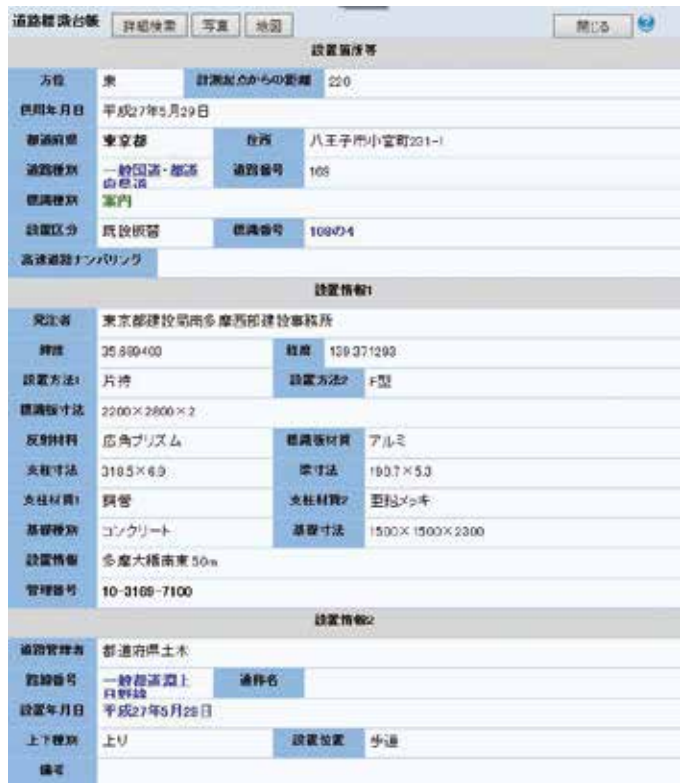 道路標識台帳 詳細検索 写真 地図 閉じる
設置箇所等
方位 東 計測起点からの距離 220
供用年月日 平成27年5月29日
都道府県 東京都 住所 八王子市小宮町231-1
道路種別 一般国道・都道府県道 道路番号 169
標識種別 案内
設置区分 既設板替 標識番号 108の4
高速道路ナンバリング
設置情報1
発注者 東京都建設局南多摩西部建設事務所
緯度 経度 139.371293
設置方法1 片持 設置方法2 F型
標識板寸法 2200×2800×2
反射材料 広角プリズム 標識板材質 アルミ
支柱寸法 318.5×6.9 梁寸法 190.7×5.3
支柱材質1 鋼管 支柱材質2 亜鉛メッキ
基礎種別 コンクリート 基礎寸法 1500×1500×2300
設置情報 多摩大橋南東50m
管理番号 10-3169-7100
設置情報2
道路管理者 都道府県土木
路線番号 一般都道淵上日野線 通称名
設置年月日 平成27年5月28日
上下種別 上り 設置位置 歩道
備考